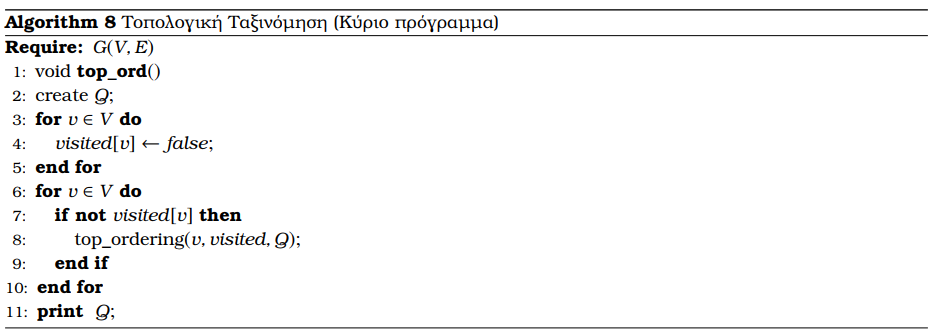 Algorithm 8 Τοπολογική Ταξινόμηση (Κύριο πρόγραμμα)
Require: G(V, E)
1: void top_ord()
2: create Q;
3: for v ∈ V do
4: visited[v] ← false;
5: end for
6: for v ∈ V do
7: if not visited[v] then
8: top_ordering(v, visited, Q);
9: end if
10: end for
11: print Q;